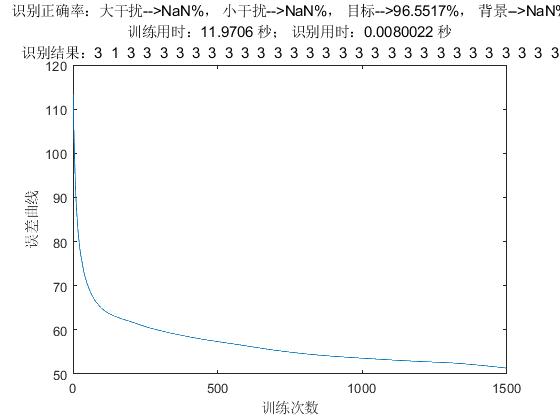 识别正确率：大干扰-->NaN%， 小干扰-->NaN%， 目标-->96.5517%， 背景-->NaN%
训练用时：11.9706 秒； 识别用时：0.0080022 秒
识别结果：3 1 3 3 3 3 3 3 3 3 3 3 3 3 3 3 3 3 3 3 3 3 3 3 3 3 3 3 3
120
110
100
90
80
70
60
50
误差曲线
0 500 1000 1500
训练次数